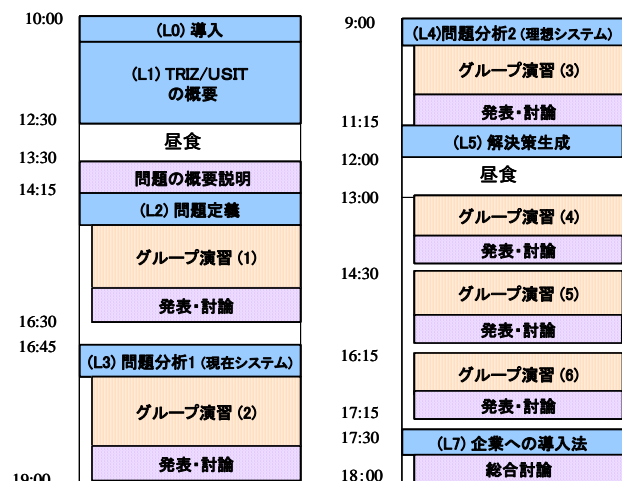 10:00
(L0) 導入
(L1) TRIZ/USIT
の概要
12:30
昼食
13:30
問題の概要説明
14:15
(L2) 問題定義
グループ演習 (1)
発表・討論
16:30
16:45
(L3) 問題分析1 (現在システム)
グループ演習 (2)
発表・討論
19:00
9:00
(L4)問題分析2 (理想システム)
グループ演習 (3)
発表・討論
11:15
(L5) 解決策生成
12:00
昼食
13:00
グループ演習 (4)
発表・討論
14:30
グループ演習 (5)
発表・討論
16:15
グループ演習 (6)
発表・討論
17:15
17:30
(L7) 企業への導入法
総合討論
18:00